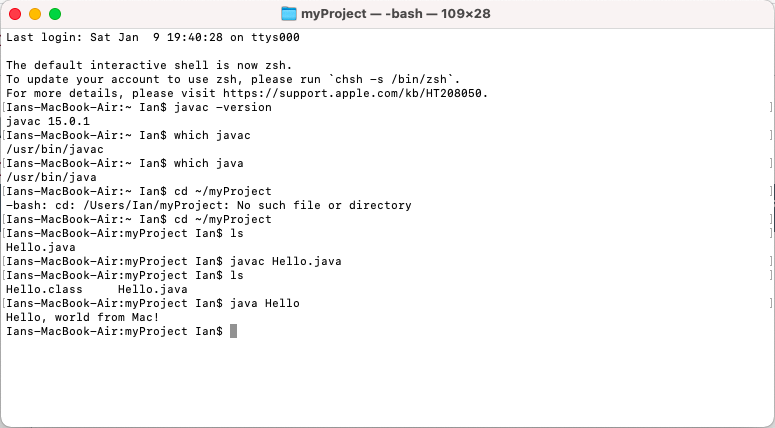 myProject — -bash — 109×28
Last login: Sat Jan  9 19:40:28 on ttys000
The default interactive shell is now zsh.
To update your account to use zsh, please run `chsh -s /bin/zsh`.
For more details, please visit https://support.apple.com/kb/HT208050.
[Ians-MacBook-Air:~ Ian$ javac -version ]
javac 15.0.1
[Ians-MacBook-Air:~ Ian$ which javac ]
/usr/bin/javac
[Ians-MacBook-Air:~ Ian$ which java ]
/usr/bin/java
[Ians-MacBook-Air:~ Ian$ cd ~/myProject ]
-bash: cd: /Users/Ian/myProject: No such file or directory
[Ians-MacBook-Air:~ Ian$ cd ~/myProject ]
[Ians-MacBook-Air:myProject Ian$ ls ]
Hello.java
[Ians-MacBook-Air:myProject Ian$ javac Hello.java ]
[Ians-MacBook-Air:myProject Ian$ ls ]
Hello.class     Hello.java
[Ians-MacBook-Air:myProject Ian$ java Hello ]
Hello, world from Mac!
Ians-MacBook-Air:myProject Ian$